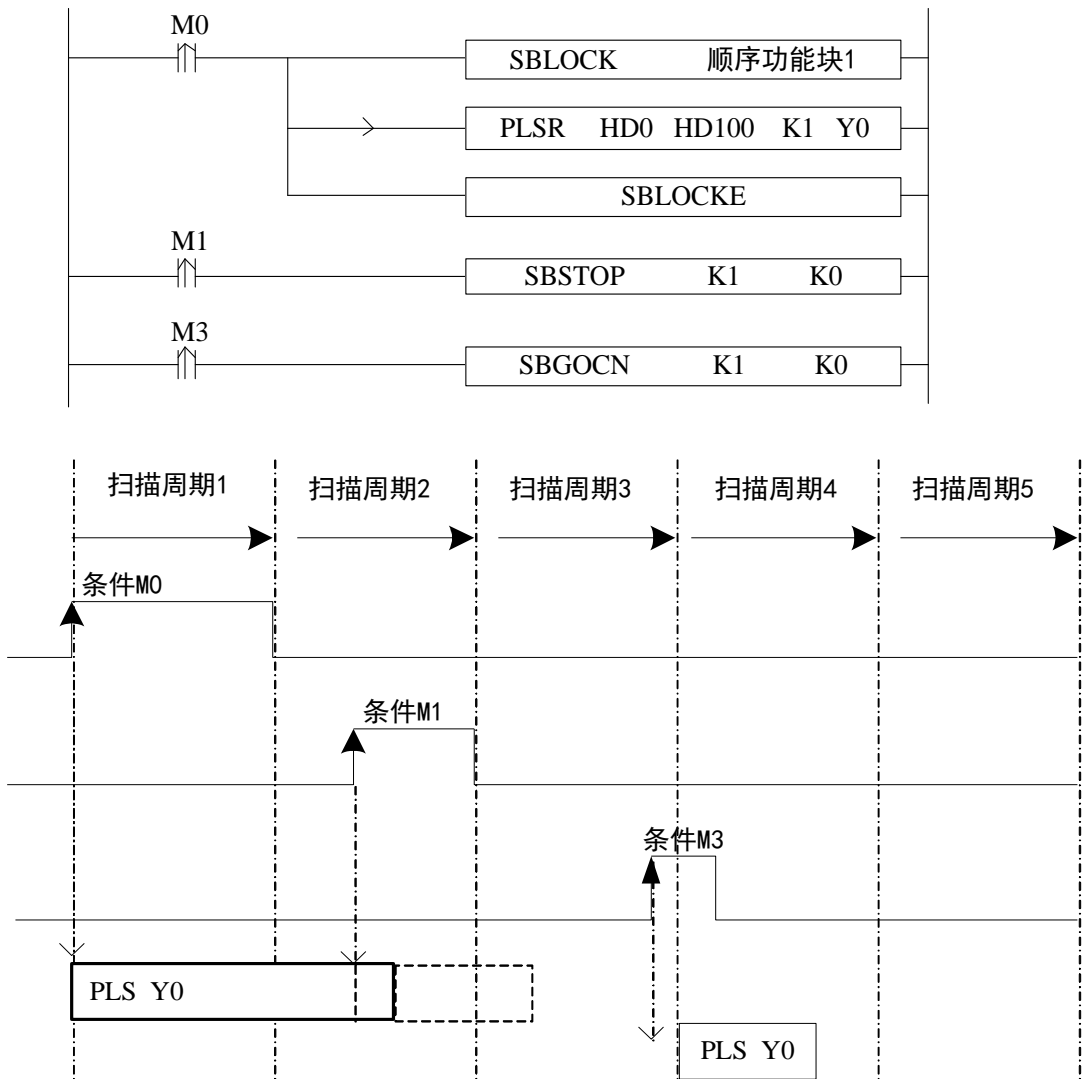 M0
SBLOCK 顺序功能块1
PLSR HD0 HD100 K1 Y0
SBLOCKE
M1
SBSTOP K1 K0
M3
SBGOCN K1 K0
扫描周期1 扫描周期2 扫描周期3 扫描周期4 扫描周期5
条件M0
条件M1
条件M3
PLS Y0
PLS Y0